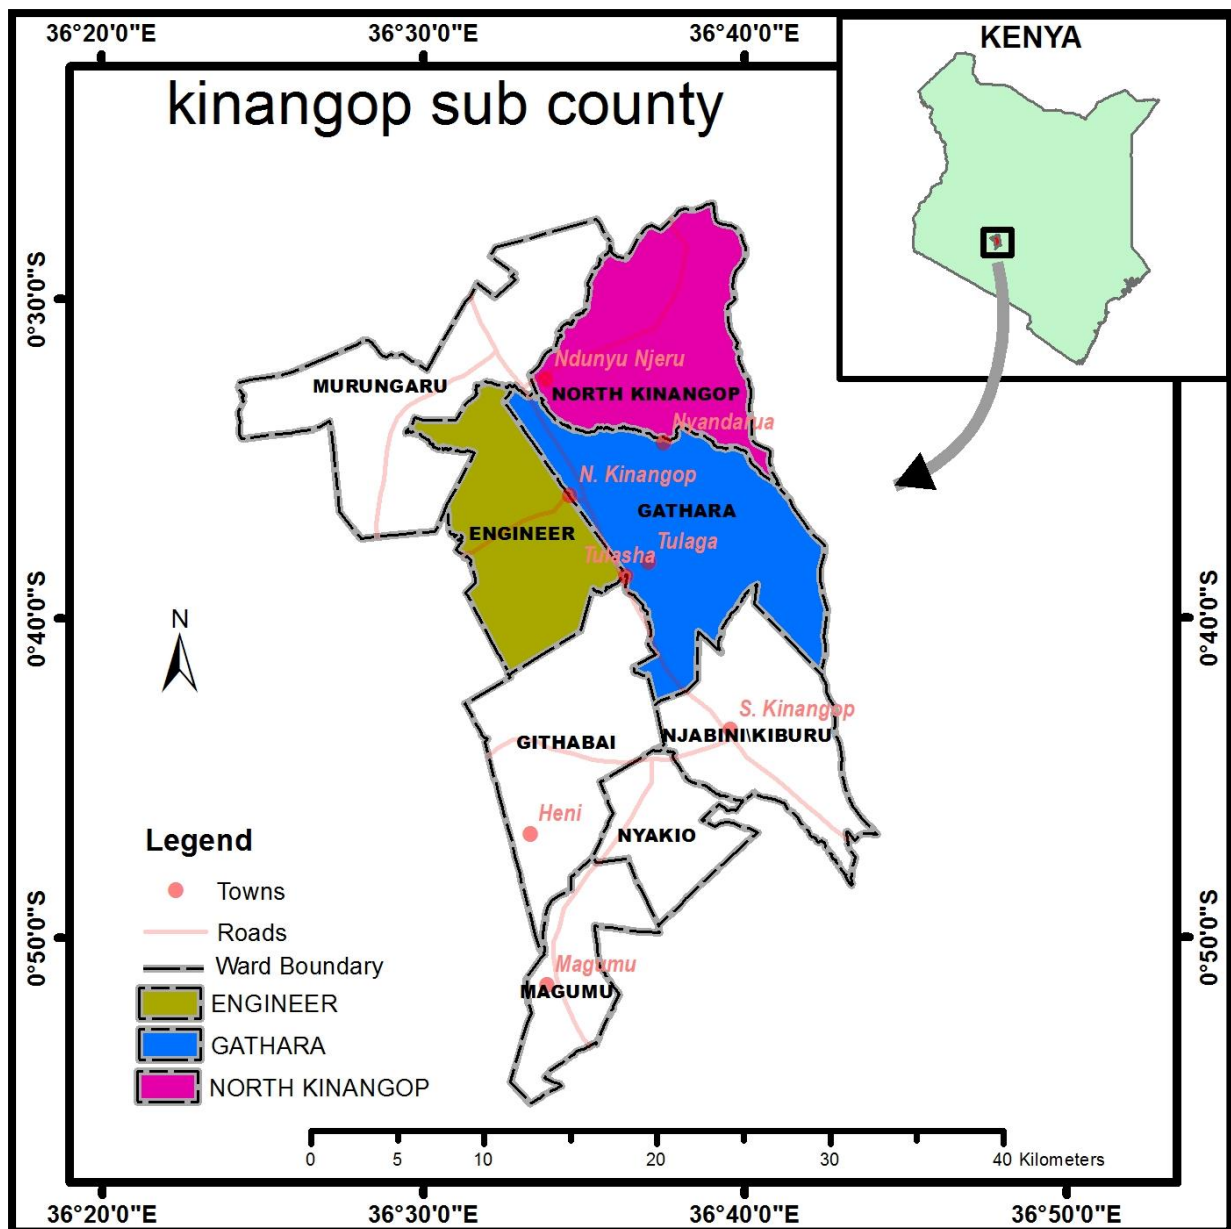 36°20'0"E 36°30'0"E 36°40'0"E
KENYA
kinangop sub county
0°30'0"S
Ndunyu Njeru
MURUNGARU
NORTH KINANGOP
Nyandarua
N. Kinangop
GATHARA
ENGINEER
Tulaga
Tulasha
0°40'0"S 0°40'0"S
N
S. Kinangop
GITHABAI
NJABINI\KIBURU
Heni
NYAKIO
Legend
Towns
Roads
Ward Boundary
ENGINEER
GATHARA
NORTH KINANGOP
0°50'0"S 0°50'0"S
Magumu
MAGUMU
0 5 10 20 30 40 Kilometers
36°20'0"E 36°30'0"E 36°40'0"E 36°50'0"E